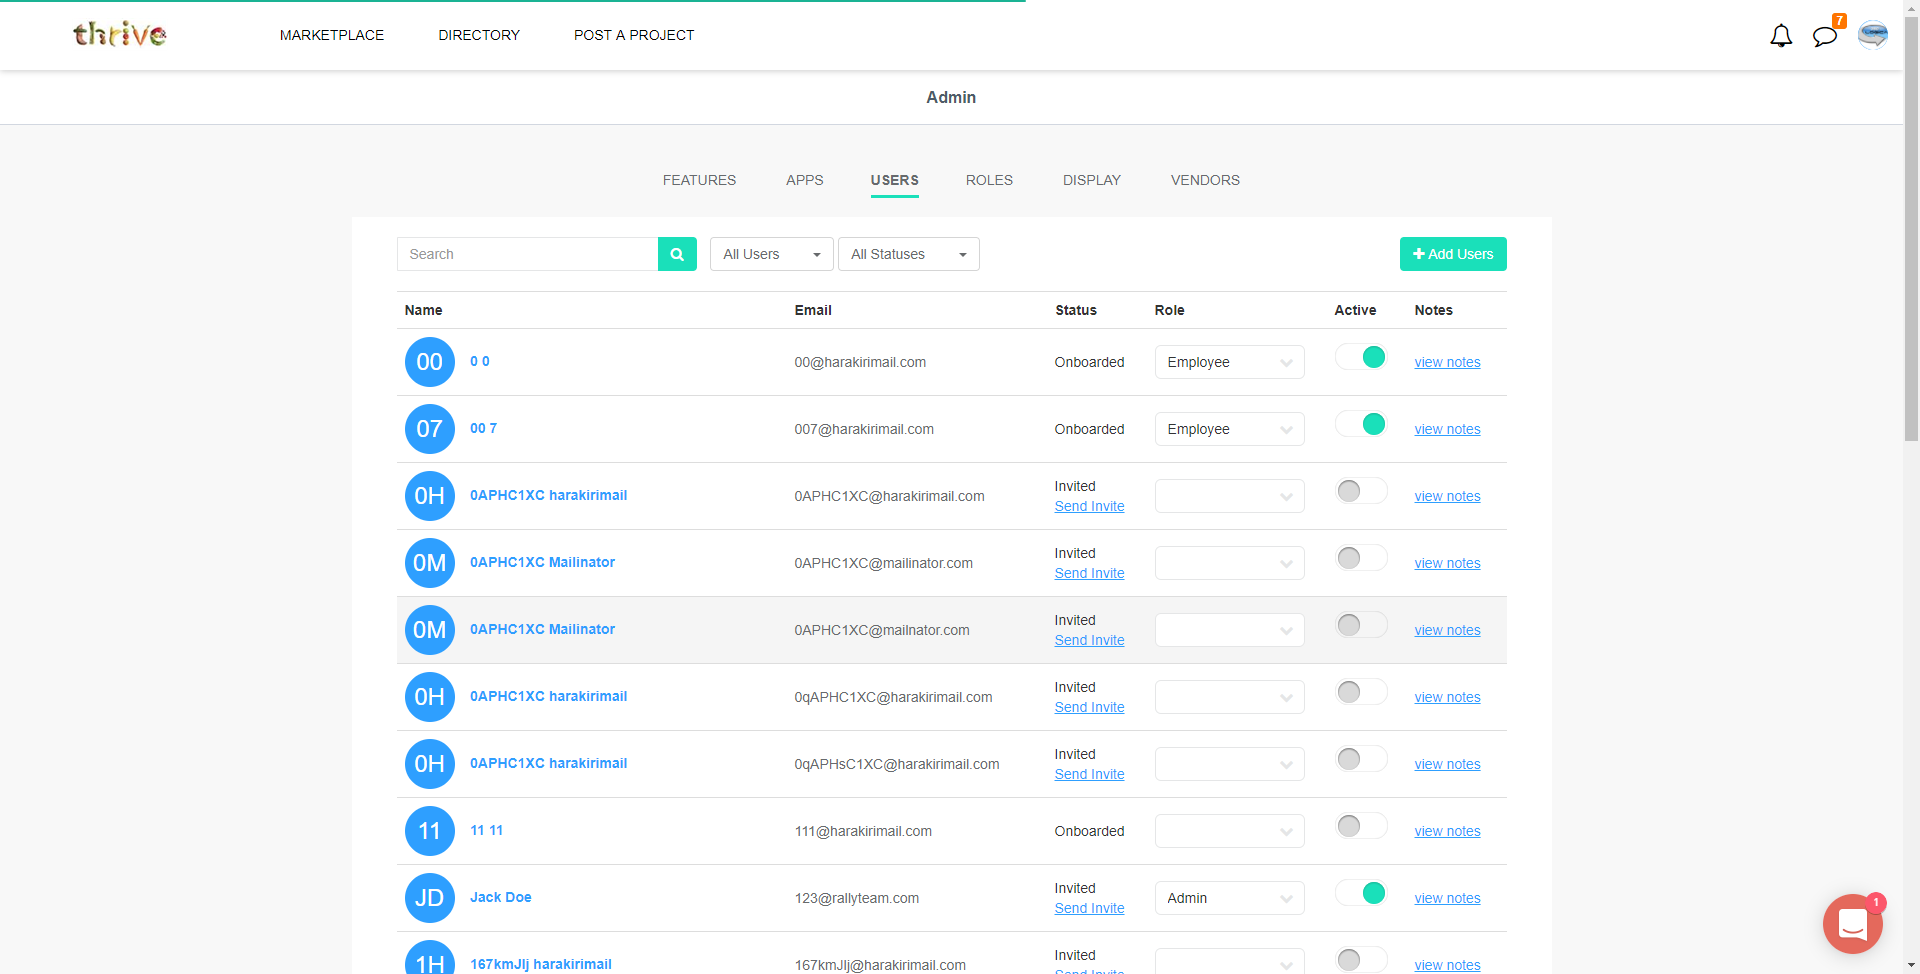 thrive
MARKETPLACE DIRECTORY POST A PROJECT
7
Admin
FEATURES APPS USERS ROLES DISPLAY VENDORS
Search All Users All Statuses Add Users
Name Email Status Role Active Notes
00 0 0 00@harakirimail.com Onboarded Employee view notes
07 00 7 007@harakirimail.com Onboarded Employee view notes
0H 0APHC1XC harakirimail 0APHC1XC@harakirimail.com Invited view notes
Send Invite
0M 0APHC1XC Mailinator 0APHC1XC@mailinator.com Invited view notes
Send Invite
0M 0APHC1XC Mailinator 0APHC1XC@mailnator.com Invited view notes
Send Invite
0H 0APHC1XC harakirimail 0qAPHC1XC@harakirimail.com Invited view notes
Send Invite
0H 0APHC1XC harakirimail 0qAPHsC1XC@harakirimail.com Invited view notes
Send Invite
11 11 11 111@harakirimail.com Onboarded view notes
JD Jack Doe 123@rallyteam.com Invited Admin view notes
Send Invite
1
1H 167kmJlj harakirimail 167kmJlj@harakirimail.com Invited view notes
Send Invite